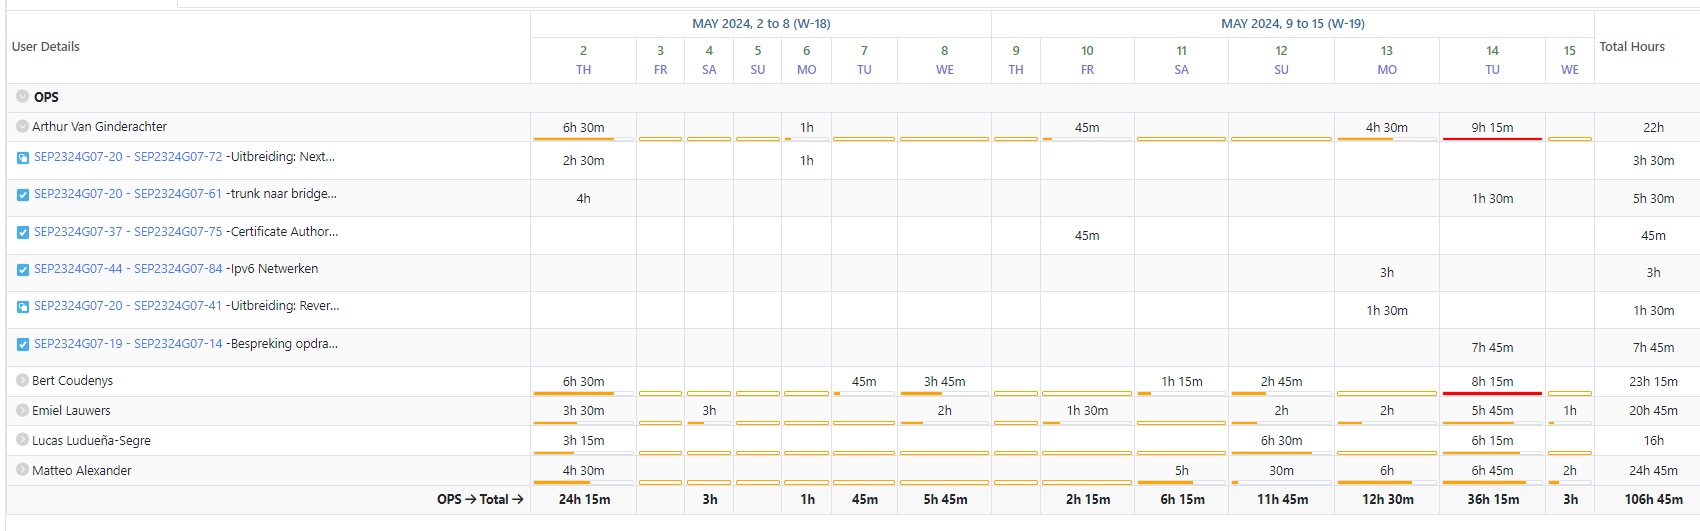 MAY 2024, 2 to 8 (W-18) MAY 2024, 9 to 15 (W-19)
User Details Total Hours
2 3 4 5 6 7 8 9 10 11 12 13 14 15
TH FR SA SU MO TU WE TH FR SA SU MO TU WE
OPS
Arthur Van Ginderachter 6h 30m 1h 45m 4h 30m 9h 15m 22h
SEP2324G07-20 - SEP2324G07-72 -Uitbreiding: Next... 2h 30m 1h 3h 30m
SEP2324G07-20 - SEP2324G07-61 -trunk naar bridge... 4h 1h 30m 5h 30m
SEP2324G07-37 - SEP2324G07-75 -Certificate Author... 45m 45m
SEP2324G07-44 - SEP2324G07-84 -Ipv6 Netwerken 3h 3h
SEP2324G07-20 - SEP2324G07-41 -Uitbreiding: Rever... 1h 30m 1h 30m
SEP2324G07-19 - SEP2324G07-14 -Bespreking opdra... 7h 45m 7h 45m
Bert Coudenys 6h 30m 45m 3h 45m 1h 15m 2h 45m 8h 15m 23h 15m
Emiel Lauwers 3h 30m 3h 2h 1h 30m 2h 2h 5h 45m 1h 20h 45m
Lucas Ludueña-Segre 3h 15m 6h 30m 6h 15m 16h
Matteo Alexander 4h 30m 5h 30m 6h 6h 45m 2h 24h 45m
OPS → Total → 24h 15m 3h 1h 45m 5h 45m 2h 15m 6h 15m 11h 45m 12h 30m 36h 15m 3h 106h 45m